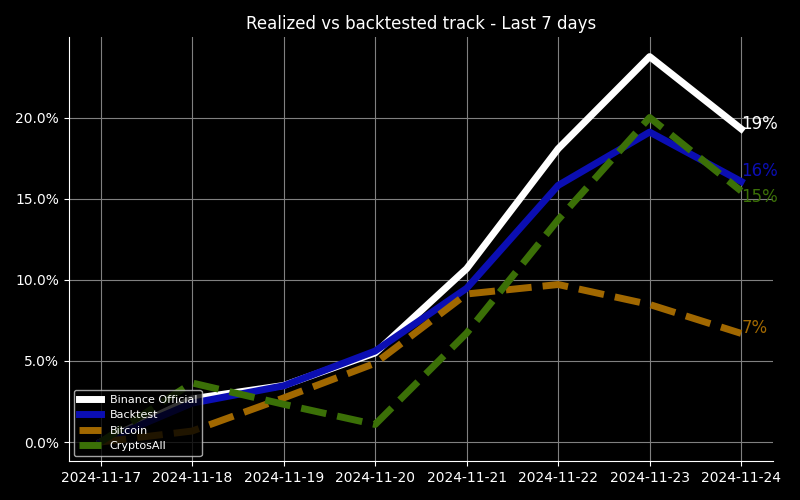 Realized vs backtested track - Last 7 days
20.0%
15.0%
10.0%
5.0%
0.0%
19%
16%
15%
7%
Binance Official
Backtest
Bitcoin
CryptosAll
2024-11-17 2024-11-18 2024-11-19 2024-11-20 2024-11-21 2024-11-22 2024-11-23 2024-11-24